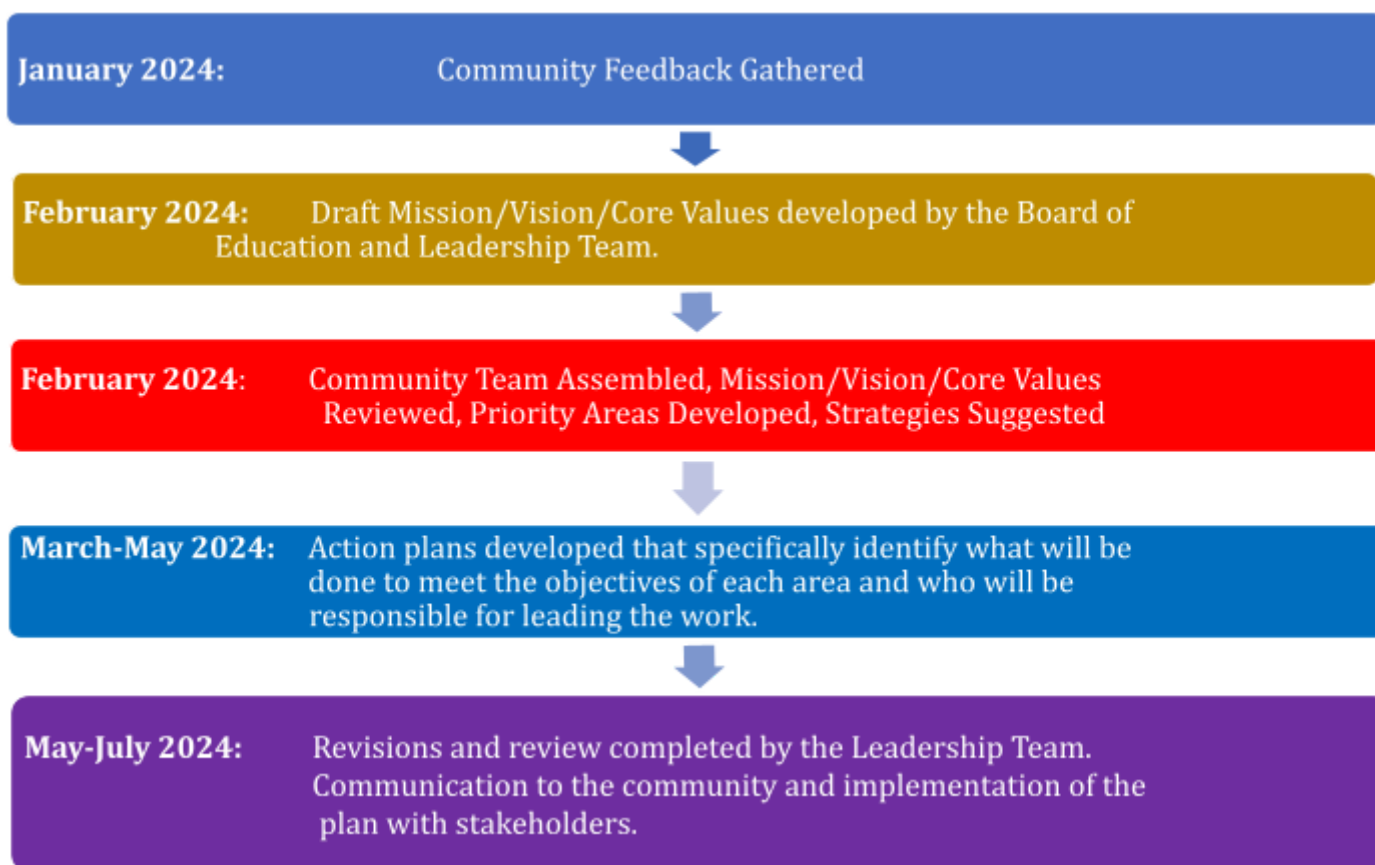 January 2024: Community Feedback Gathered
February 2024: Draft Mission/Vision/Core Values developed by the Board of
Education and Leadership Team.
February 2024: Community Team Assembled, Mission/Vision/Core Values
Reviewed, Priority Areas Developed, Strategies Suggested
March-May 2024: Action plans developed that specifically identify what will be
done to meet the objectives of each area and who will be
responsible for leading the work.
May-July 2024: Revisions and review completed by the Leadership Team.
Communication to the community and implementation of the
plan with stakeholders.